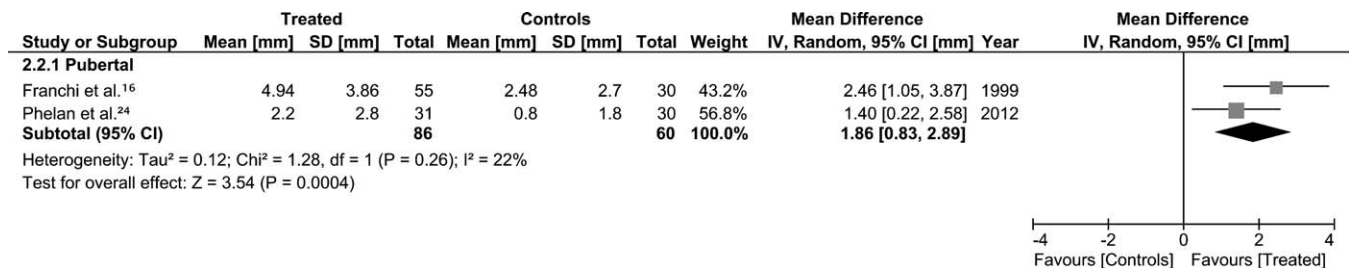 Treated Controls Mean Difference Mean Difference
Study or Subgroup Mean [mm] SD [mm] Total Mean [mm] SD [mm] Total Weight IV, Random, 95% CI [mm] Year IV, Random, 95% CI [mm]
2.2.1 Pubertal
Franchi et al.¹⁶ 4.94 3.86 55 2.48 2.7 30 43.2% 2.46 [1.05, 3.87] 1999
Phelan et al.²⁴ 2.2 2.8 31 0.8 1.8 30 56.8% 1.40 [0.22, 2.58] 2012
Subtotal (95% CI) 86 60 100.0% 1.86 [0.83, 2.89]
Heterogeneity: Tau² = 0.12; Chi² = 1.28, df = 1 (P = 0.26); I² = 22%
Test for overall effect: Z = 3.54 (P = 0.0004)
-4 -2 0 2 4
Favours [Controls] Favours [Treated]